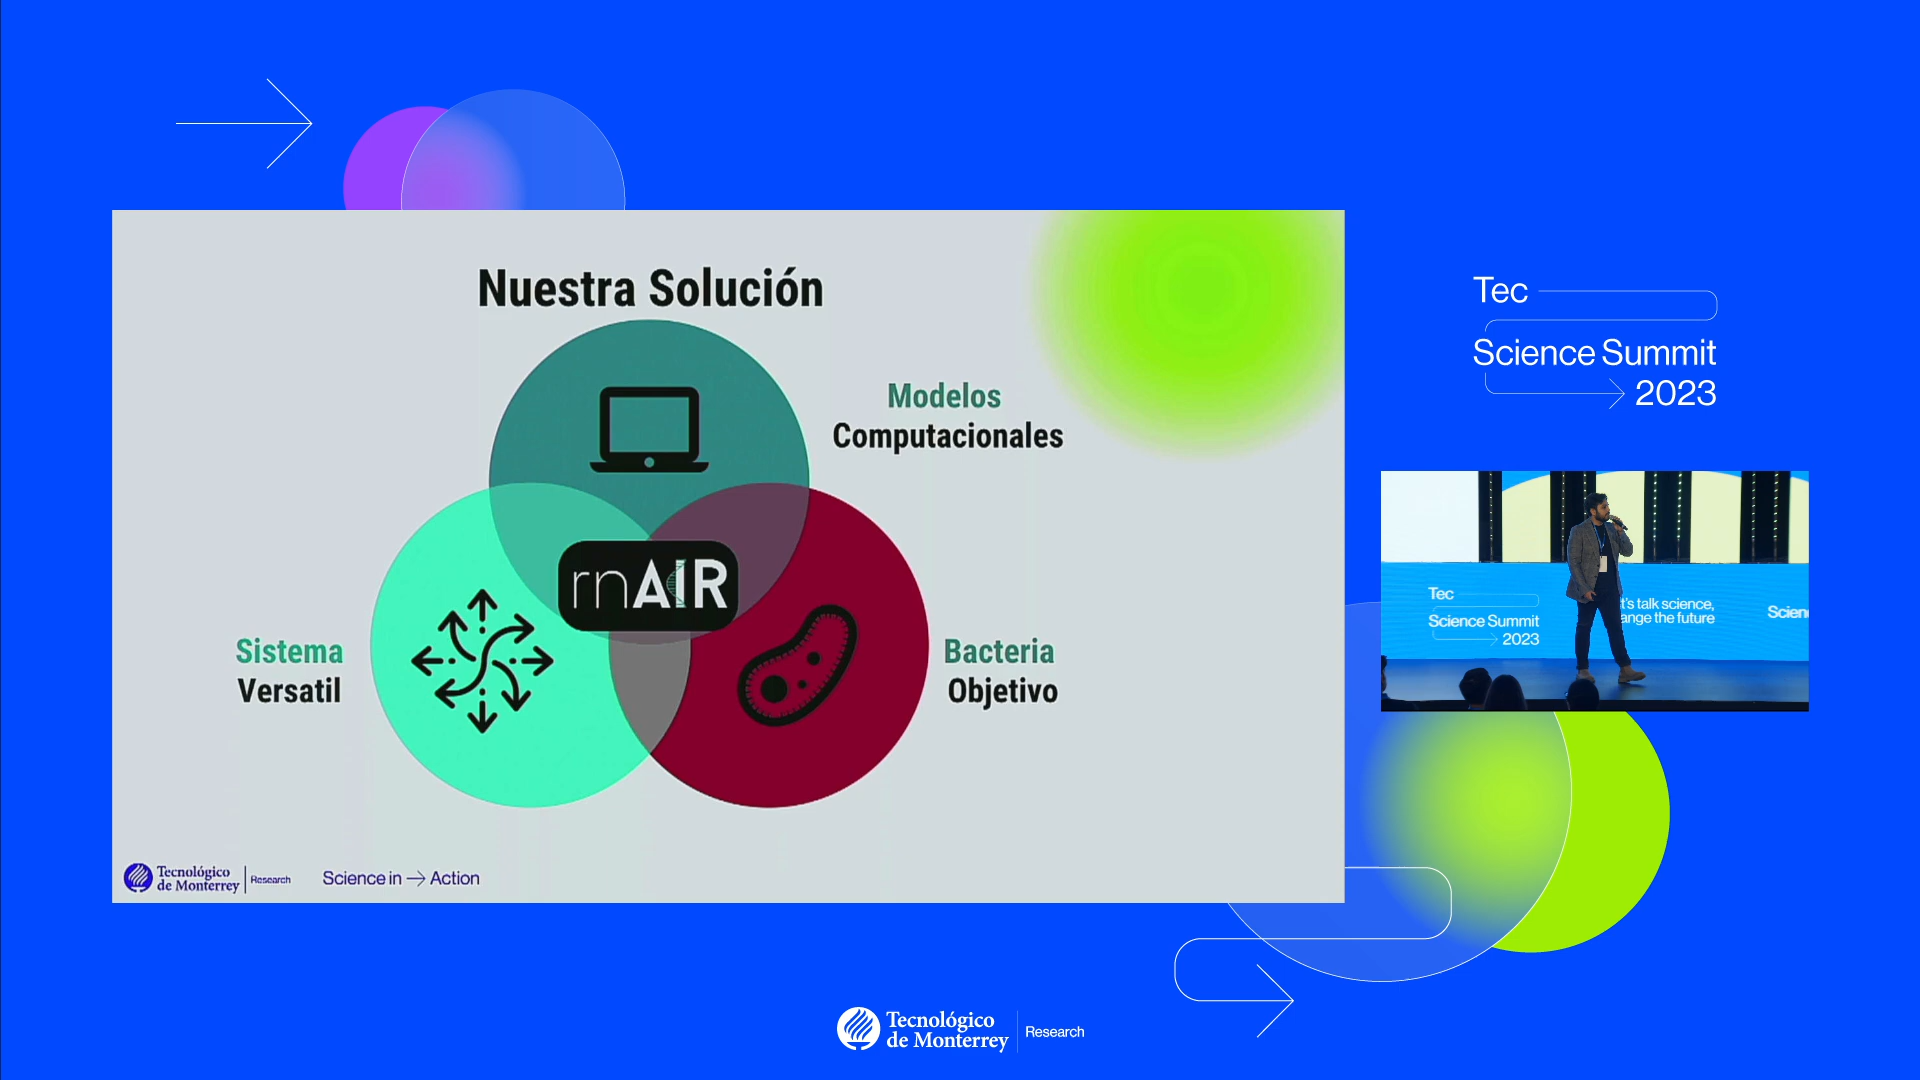 Nuestra Solución
Modelos
Computacionales
rnAIR
Sistema
Versatil
Bacteria
Objetivo
Tecnológico
de Monterrey
Research
Science in Action
Tec
Science Summit
2023
Tec
Science Summit
2023
t's talk science,
ange the future
Scien
Tecnológico
de Monterrey
Research